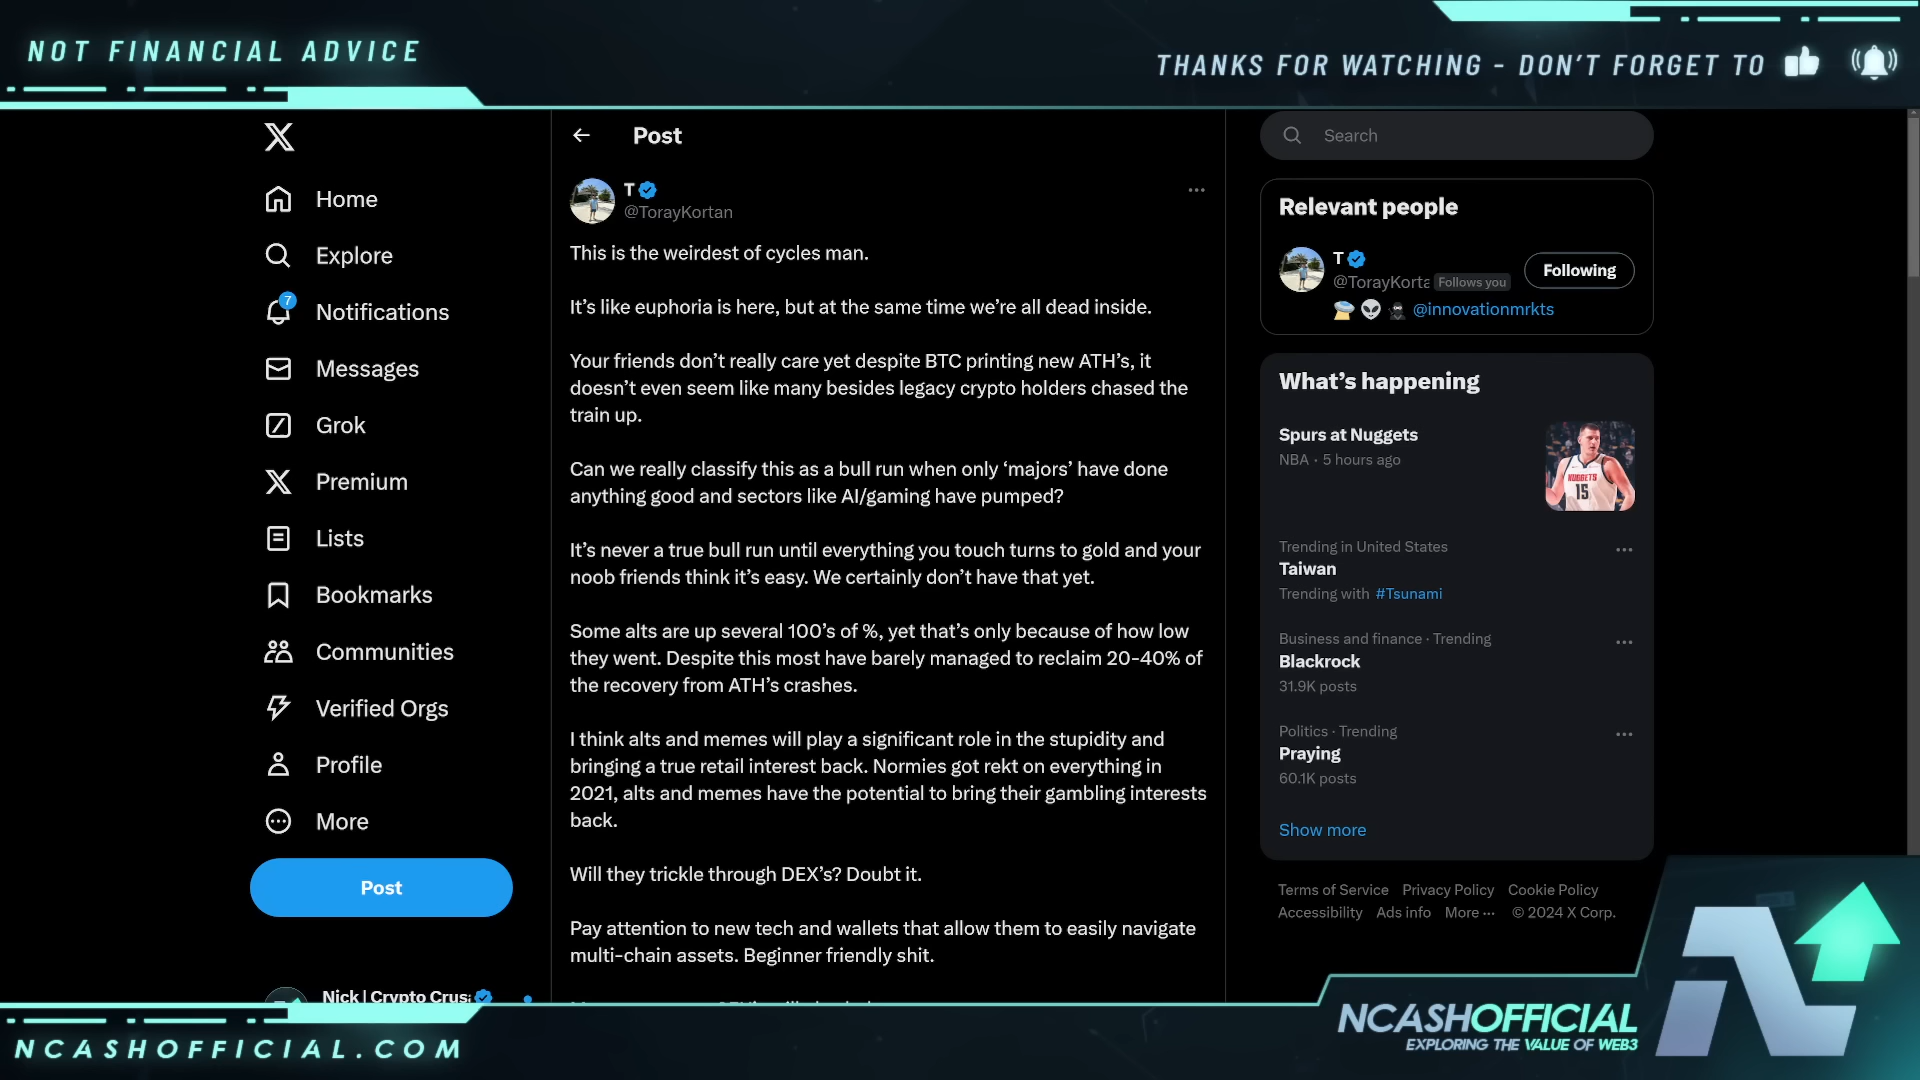 NOT FINANCIAL ADVICE
THANKS FOR WATCHING - DON'T FORGET TO
Home
Explore
7
Notifications
Messages
Grok
Premium
Lists
Bookmarks
Communities
Verified Orgs
Profile
More
Post
Nick | Crypto Crus
Post
T
@TorayKortan
This is the weirdest of cycles man.
It’s like euphoria is here, but at the same time we’re all dead inside.
Your friends don’t really care yet despite BTC printing new ATH’s, it
doesn’t even seem like many besides legacy crypto holders chased the
train up.
Can we really classify this as a bull run when only ‘majors’ have done
anything good and sectors like AI/gaming have pumped?
It’s never a true bull run until everything you touch turns to gold and your
noob friends think it’s easy. We certainly don’t have that yet.
Some alts are up several 100’s of %, yet that’s only because of how low
they went. Despite this most have barely managed to reclaim 20-40% of
the recovery from ATH’s crashes.
I think alts and memes will play a significant role in the stupidity and
bringing a true retail interest back. Normies got rekt on everything in
2021, alts and memes have the potential to bring their gambling interests
back.
Will they trickle through DEX’s? Doubt it.
Pay attention to new tech and wallets that allow them to easily navigate
multi-chain assets. Beginner friendly shit.
Search
Relevant people
T
@TorayKorta Follows you
Following
@innovationmrkts
What’s happening
Spurs at Nuggets
NBA · 5 hours ago
NUGGETS
15
Trending in United States
Taiwan
Trending with #Tsunami
Business and finance · Trending
Blackrock
31.9K posts
Politics · Trending
Praying
60.1K posts
Show more
Terms of Service Privacy Policy Cookie Policy
Accessibility Ads info More ··· © 2024 X Corp.
NCASHOFFICIAL.COM
NCASHOFFICIAL
EXPLORING THE VALUE OF WEB3